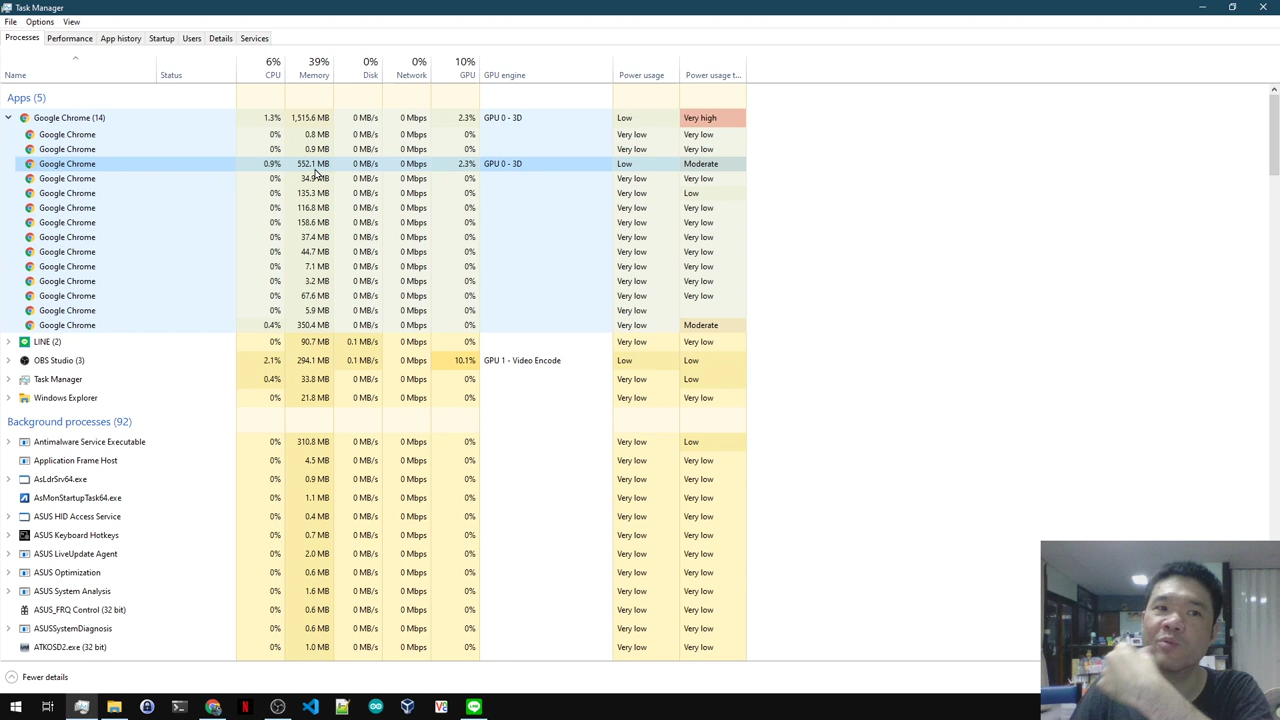 Task Manager
File Options View
Processes Performance App history Startup Users Details Services
6% 39% 0% 0% 10%
Name Status CPU Memory Disk Network GPU GPU engine Power usage Power usage t...
Apps (5)
Google Chrome (14) 1.3% 1,515.6 MB 0 MB/s 0 Mbps 2.3% GPU 0 - 3D Low Very high
Google Chrome 0% 0.8 MB 0 MB/s 0 Mbps 0% Very low Very low
Google Chrome 0% 0.9 MB 0 MB/s 0 Mbps 0% Very low Very low
Google Chrome 0.9% 552.1 MB 0 MB/s 0 Mbps 2.3% GPU 0 - 3D Low Moderate
Google Chrome 0% MB 0 MB/s 0 Mbps 0% Very low Very low
Google Chrome 0% 135.3 MB 0 MB/s 0 Mbps 0% Very low Low
Google Chrome 0% 116.8 MB 0 MB/s 0 Mbps 0% Very low Very low
Google Chrome 0% 158.6 MB 0 MB/s 0 Mbps 0% Very low Very low
Google Chrome 0% 37.4 MB 0 MB/s 0 Mbps 0% Very low Very low
Google Chrome 0% 44.7 MB 0 MB/s 0 Mbps 0% Very low Very low
Google Chrome 0% 7.1 MB 0 MB/s 0 Mbps 0% Very low Very low
Google Chrome 0% 3.2 MB 0 MB/s 0 Mbps 0% Very low Very low
Google Chrome 0% 67.6 MB 0 MB/s 0 Mbps 0% Very low Very low
Google Chrome 0% 5.9 MB 0 MB/s 0 Mbps 0% Very low
Google Chrome 0.4% 350.4 MB 0 MB/s 0 Mbps 0% Very low Moderate
LINE (2) 0% 90.7 MB 0.1 MB/s 0 Mbps 0% Very low Very low
OBS Studio (3) 2.1% 294.1 MB 0.1 MB/s 0 Mbps 10.1% GPU 1 - Video Encode Low Low
Task Manager 0.4% 33.8 MB 0 MB/s 0 Mbps 0% Very low Low
Windows Explorer 0% 21.8 MB 0 MB/s 0 Mbps 0% Very low Very low
Background processes (92)
Antimalware Service Executable 0% 310.8 MB 0 MB/s 0 Mbps 0% Very low Low
Application Frame Host 0% 4.5 MB 0 MB/s 0 Mbps 0% Very low Very low
AsLdrSrv64.exe 0% 0.9 MB 0 MB/s 0 Mbps 0% Very low Very low
AsMonStartupTask64.exe 0% 1.1 MB 0 MB/s 0 Mbps 0% Very low Very low
ASUS HID Access Service 0% 0.4 MB 0 MB/s 0 Mbps 0% Very low Very low
ASUS Keyboard Hotkeys 0% 0.7 MB 0 MB/s 0 Mbps 0% Very low Very low
ASUS LiveUpdate Agent 0% 2.0 MB 0 MB/s 0 Mbps 0% Very low Very low
ASUS Optimization 0% 0.6 MB 0 MB/s 0 Mbps 0% Very low Very low
ASUS System Analysis 0% 1.6 MB 0 MB/s 0 Mbps 0% Very low Very low
ASUS_FRQ Control (32 bit) 0% 0.6 MB 0 MB/s 0 Mbps 0% Very low Very low
ASUSSystemDiagnosis 0% 0.6 MB 0 MB/s 0 Mbps 0% Very low Very low
ATKOSD2.exe (32 bit) 0% 1.0 MB 0 MB/s 0 Mbps 0% Very low Very low
Fewer details